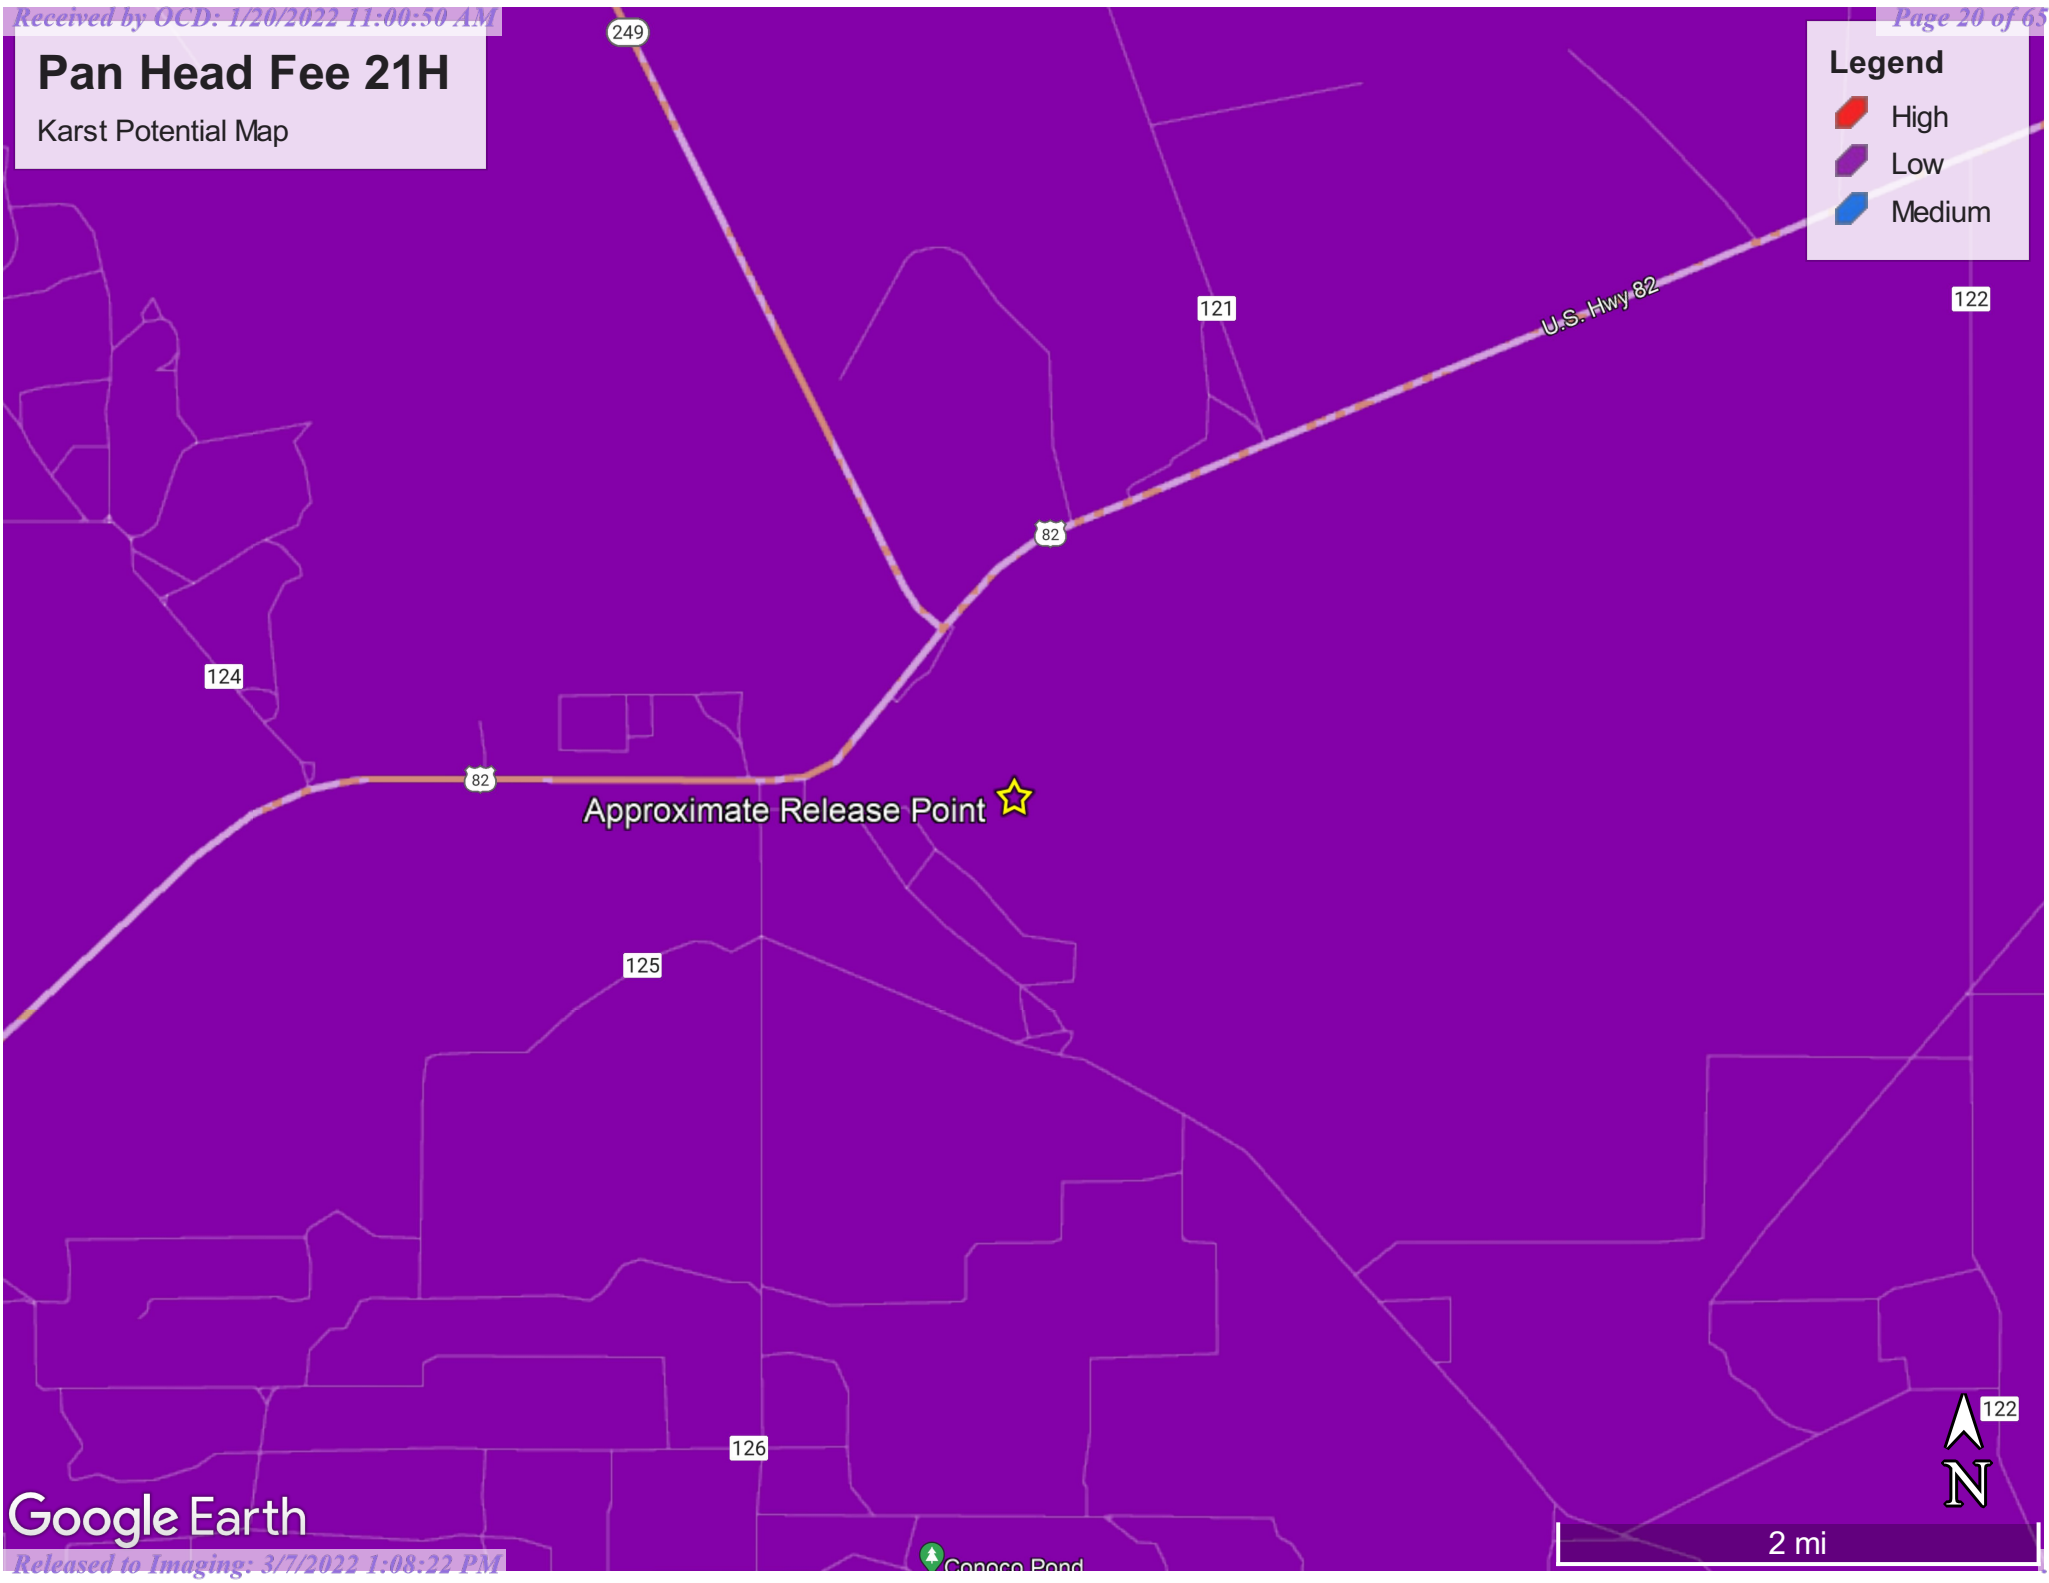 Received by OCD: 1/20/2022 11:00:50 AM
Page 20 of 65
Pan Head Fee 21H
Karst Potential Map
Legend
High
Low
Medium
249
121
U.S. Hwy 82
122
82
124
82
Approximate Release Point
125
122
126
N
Google Earth
2 mi
Conoco Pond
Released to Imaging: 3/7/2022 1:08:22 PM